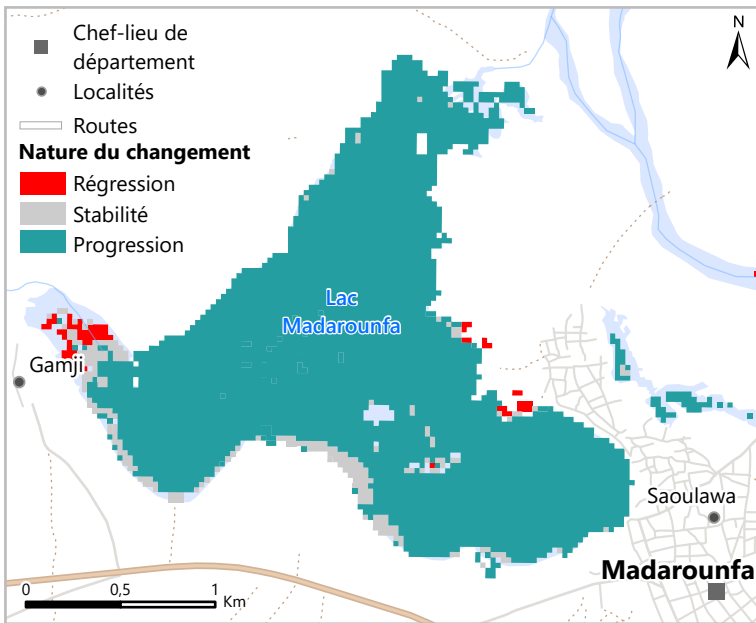 Chef-lieu de
département
Localités
Routes
Nature du changement
Régression
Stabilité
Progression
N
Lac
Madarounfa
Gamji
Saoulawa
Madarounfa
0 0,5 1
Km